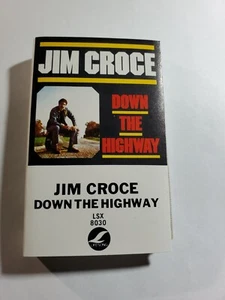 JIM CROCE
DOWN
THE
HIGHWAY
JIM CROCE
DOWN THE HIGHWAY
LSX
8030